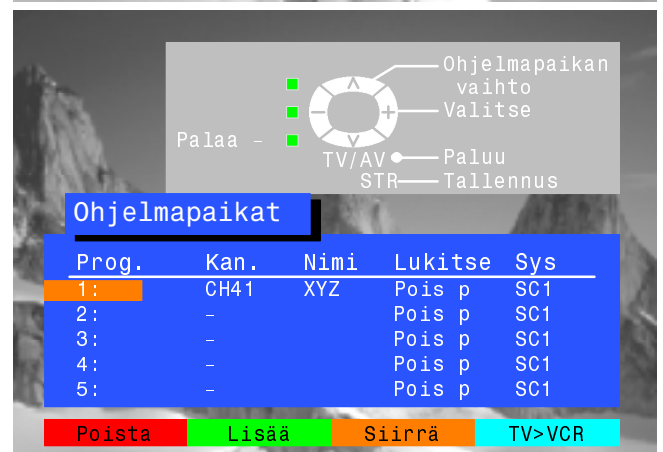 Ohjelmapaikan
vaihto
Valitse
Palaa –
TV/AV Paluu
STR Tallennus
Ohjelmapaikat
Prog. Kan. Nimi Lukitse Sys
1: CH41 XYZ Pois p SC1
2: – Pois p SC1
3: – Pois p SC1
4: – Pois p SC1
5: – Pois p SC1
Poista Lisää Siirrä TV>VCR